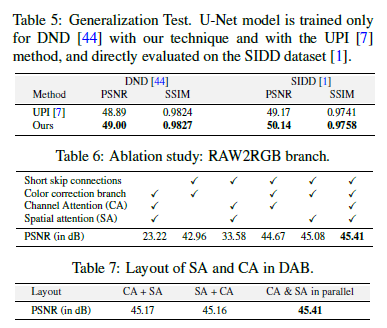 Table 5: Generalization Test. U-Net model is trained only
for DND [44] with our technique and with the UPI [7]
method, and directly evaluated on the SIDD dataset [1].
DND [44] SIDD [1]
Method PSNR SSIM PSNR SSIM
UPI [7] 48.89 0.9824 49.17 0.9741
Ours 49.00 0.9827 50.14 0.9758
Table 6: Ablation study: RAW2RGB branch.
Short skip connections ✓ ✓ ✓ ✓ ✓
Color correction branch ✓ ✓ ✓ ✓ ✓
Channel Attention (CA) ✓ ✓ ✓ ✓
Spatial attention (SA) ✓ ✓ ✓ ✓
PSNR (in dB) 23.22 42.96 33.58 44.67 45.08 45.41
Table 7: Layout of SA and CA in DAB.
Layout CA + SA SA + CA CA & SA in parallel
PSNR (in dB) 45.17 45.16 45.41